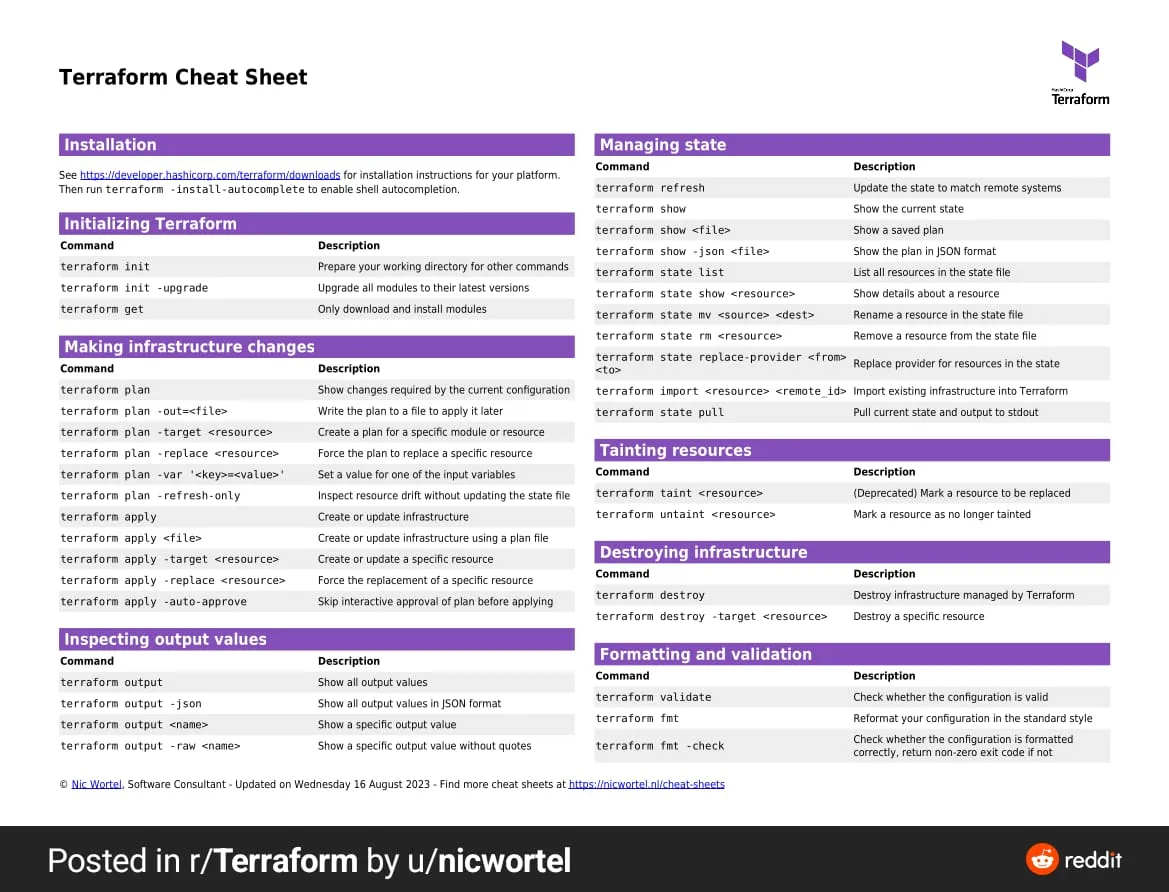 Terraform Cheat Sheet
HashiCorp
Terraform
Installation
See https://developer.hashicorp.com/terraform/downloads for installation instructions for your platform.
Then run terraform -install-autocomplete to enable shell autocompletion.
Initializing Terraform
Command Description
terraform init Prepare your working directory for other commands
terraform init -upgrade Upgrade all modules to their latest versions
terraform get Only download and install modules
Making infrastructure changes
Command Description
terraform plan Show changes required by the current configuration
terraform plan -out=<file> Write the plan to a file to apply it later
terraform plan -target <resource> Create a plan for a specific module or resource
terraform plan -replace <resource> Force the plan to replace a specific resource
terraform plan -var '<key>=<value>' Set a value for one of the input variables
terraform plan -refresh-only Inspect resource drift without updating the state file
terraform apply Create or update infrastructure
terraform apply <file> Create or update infrastructure using a plan file
terraform apply -target <resource> Create or update a specific resource
terraform apply -replace <resource> Force the replacement of a specific resource
terraform apply -auto-approve Skip interactive approval of plan before applying
Inspecting output values
Command Description
terraform output Show all output values
terraform output -json Show all output values in JSON format
terraform output <name> Show a specific output value
terraform output -raw <name> Show a specific output value without quotes
Managing state
Command Description
terraform refresh Update the state to match remote systems
terraform show Show the current state
terraform show <file> Show a saved plan
terraform show -json <file> Show the plan in JSON format
terraform state list List all resources in the state file
terraform state show <resource> Show details about a resource
terraform state mv <source> <dest> Rename a resource in the state file
terraform state rm <resource> Remove a resource from the state file
terraform state replace-provider <from>
<to> Replace provider for resources in the state
terraform import <resource> <remote_id> Import existing infrastructure into Terraform
terraform state pull Pull current state and output to stdout
Tainting resources
Command Description
terraform taint <resource> (Deprecated) Mark a resource to be replaced
terraform untaint <resource> Mark a resource as no longer tainted
Destroying infrastructure
Command Description
terraform destroy Destroy infrastructure managed by Terraform
terraform destroy -target <resource> Destroy a specific resource
Formatting and validation
Command Description
terraform validate Check whether the configuration is valid
terraform fmt Reformat your configuration in the standard style
terraform fmt -check Check whether the configuration is formatted
correctly, return non-zero exit code if not
© Nic Wortel, Software Consultant - Updated on Wednesday 16 August 2023 - Find more cheat sheets at https://nicwortel.nl/cheat-sheets
Posted in r/Terraform by u/nicwortel
reddit